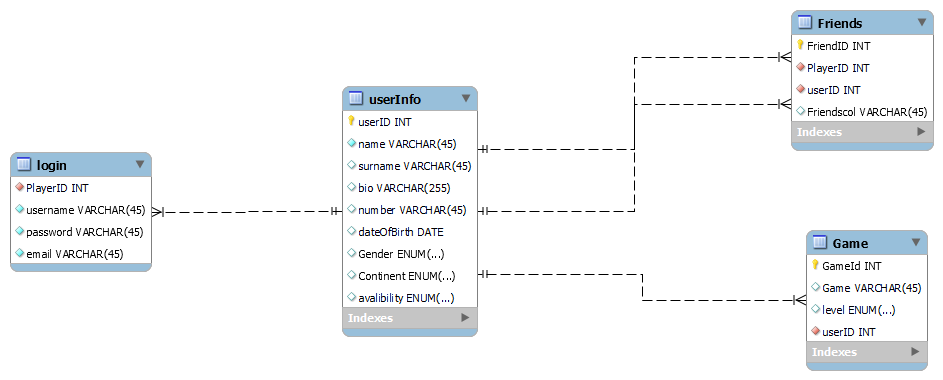 login
PlayerID INT
username VARCHAR(45)
password VARCHAR(45)
email VARCHAR(45)
userInfo
userID INT
name VARCHAR(45)
surname VARCHAR(45)
bio VARCHAR(255)
number VARCHAR(45)
dateOfBirth DATE
Gender ENUM(...)
Continent ENUM(...)
avalibility ENUM(...)
Indexes
Friends
FriendID INT
PlayerID INT
userID INT
Friendscol VARCHAR(45)
Indexes
Game
GameId INT
Game VARCHAR(45)
level ENUM(...)
userID INT
Indexes